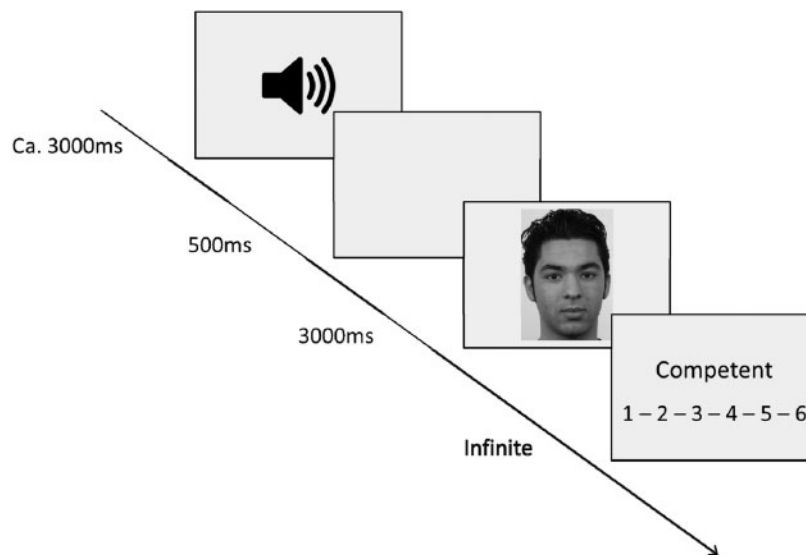 Ca. 3000ms
500ms
3000ms
Competent
1 – 2 – 3 – 4 – 5 – 6
Infinite